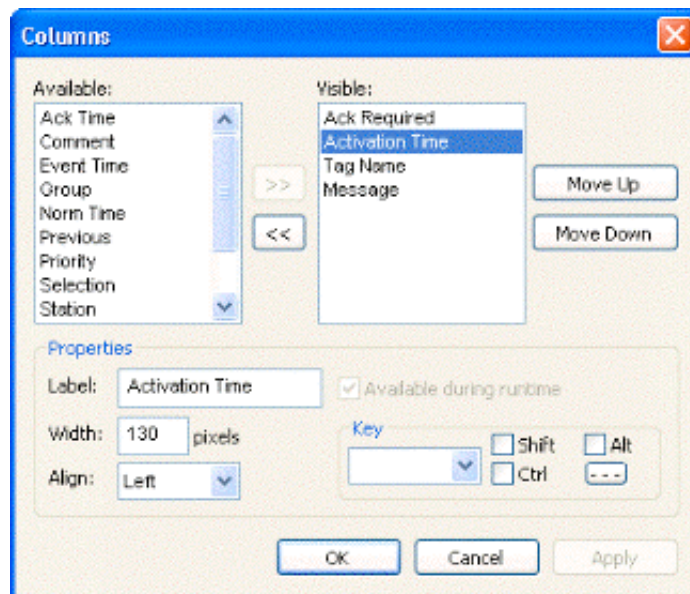 Columns
Available:
Ack Time
Comment
Event Time
Group
Norm Time
Previous
Priority
Selection
Station
>>
<<
Visible:
Ack Required
Activation Time
Tag Name
Message
Move Up
Move Down
Properties
Label:
Activation Time
Available during runtime
Width:
130
pixels
Align:
Left
Key
Shift
Alt
Ctrl
---
OK
Cancel
Apply